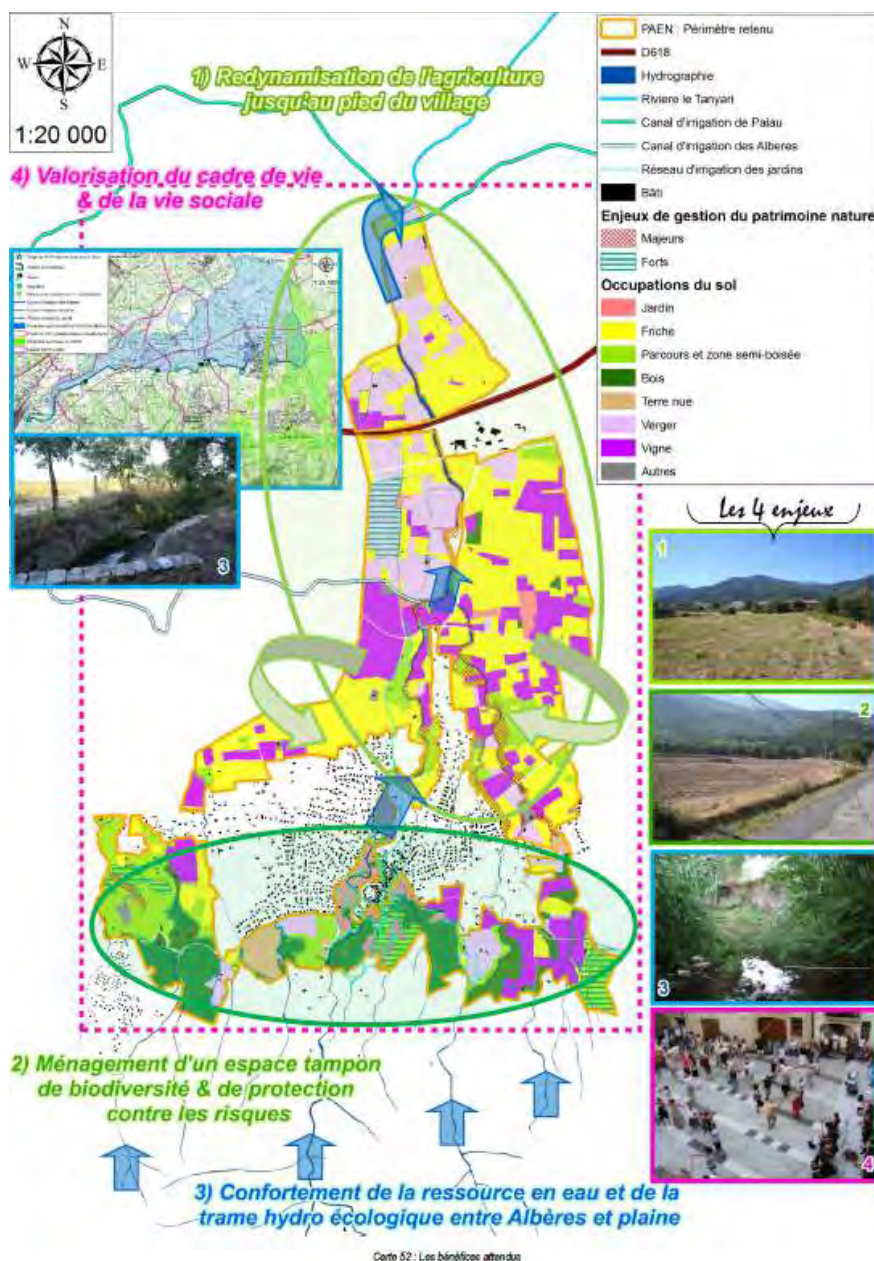 N
W E
S
1:20 000
1) Redynamisation de l'agriculture
jusqu'au pied du village
4) Valorisation du cadre de vie
& de la vie sociale
PAEN : Périmètre retenu
D618
Hydrographie
Riviere le Tanyari
Canal d'irrigation de Palau
Canal d'irrigation des Alberes
Réseau d'irrigation des jardins
Bâti
Enjeux de gestion du patrimoine nature
Majeurs
Forts
Occupations du sol
Jardin
Friche
Parcours et zone semi-boisée
Bois
Terre nue
Verger
Vigne
Autres
Les 4 enjeux
1
2
3
3
4
2) Ménagement d'un espace tampon
de biodiversité & de protection
contre les risques
3) Confortement de la ressource en eau et de la
trame hydro écologique entre Albères et plaine
Carte 52 : Les bénéfices attendus